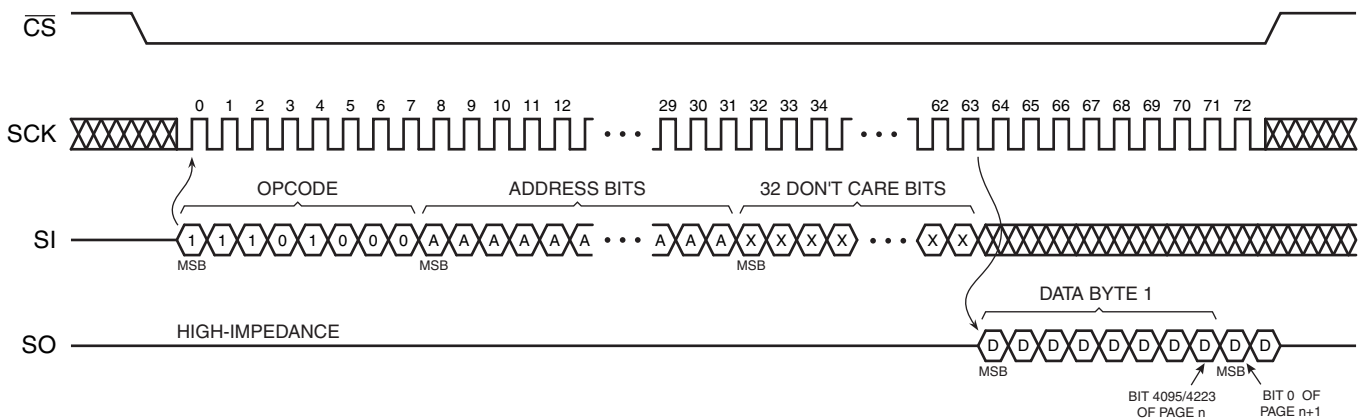 CS
0 1 2 3 4 5 6 7 8 9 10 11 12 29 30 31 32 33 34 62 63 64 65 66 67 68 69 70 71 72
SCK
OPCODE ADDRESS BITS 32 DON'T CARE BITS
SI 1 1 1 0 1 0 0 0 A A A A A A A A A X X X X X X
MSB MSB MSB
DATA BYTE 1
HIGH-IMPEDANCE
SO D D D D D D D D D D
MSB MSB
BIT 4095/4223 BIT 0 OF
OF PAGE n PAGE n+1